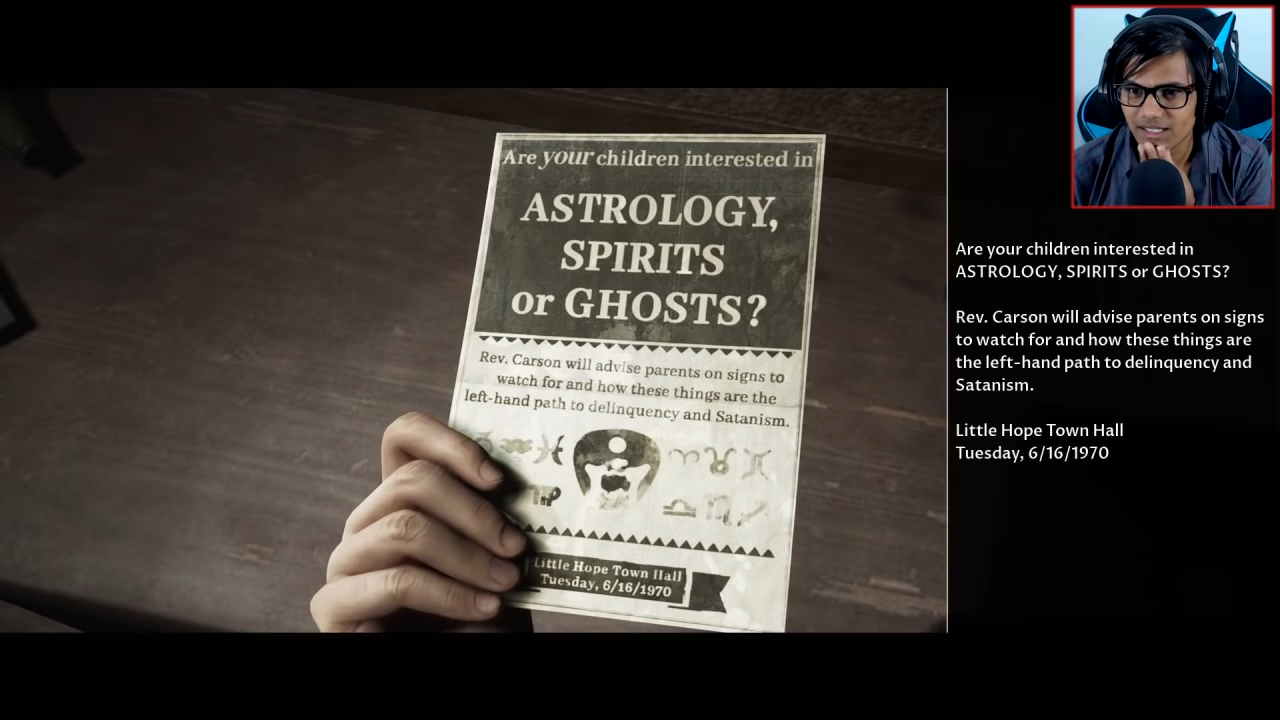 Are your children interested in
ASTROLOGY,
SPIRITS
or GHOSTS?
Rev. Carson will advise parents on signs to
watch for and how these things are the
left-hand path to delinquency and Satanism.
Little Hope Town Hall
Tuesday, 6/16/1970
Are your children interested in
ASTROLOGY, SPIRITS or GHOSTS?
Rev. Carson will advise parents on signs
to watch for and how these things are
the left-hand path to delinquency and
Satanism.
Little Hope Town Hall
Tuesday, 6/16/1970